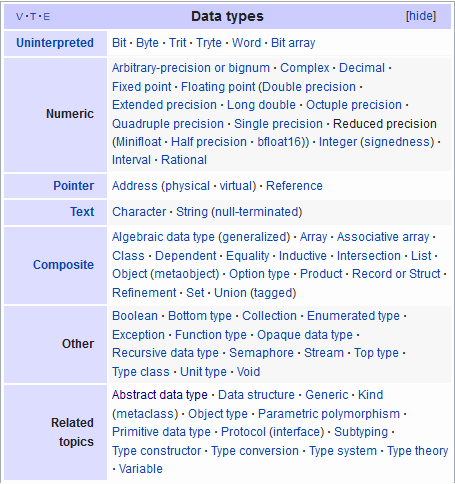 V·T·E Data types [hide]
Uninterpreted Bit · Byte · Trit · Tryte · Word · Bit array
Arbitrary-precision or bignum · Complex · Decimal ·
Fixed point · Floating point (Double precision ·
Extended precision · Long double · Octuple precision ·
Numeric Quadruple precision · Single precision · Reduced precision
(Minifloat · Half precision · bfloat16)) · Integer (signedness) ·
Interval · Rational
Pointer Address (physical · virtual) · Reference
Text Character · String (null-terminated)
Algebraic data type (generalized) · Array · Associative array ·
Class · Dependent · Equality · Inductive · Intersection · List ·
Composite Object (metaobject) · Option type · Product · Record or Struct ·
Refinement · Set · Union (tagged)
Boolean · Bottom type · Collection · Enumerated type ·
Exception · Function type · Opaque data type ·
Other Recursive data type · Semaphore · Stream · Top type ·
Type class · Unit type · Void
Abstract data type · Data structure · Generic · Kind
(metaclass) · Object type · Parametric polymorphism ·
Related topics Primitive data type · Protocol (interface) · Subtyping ·
Type constructor · Type conversion · Type system · Type theory
· Variable